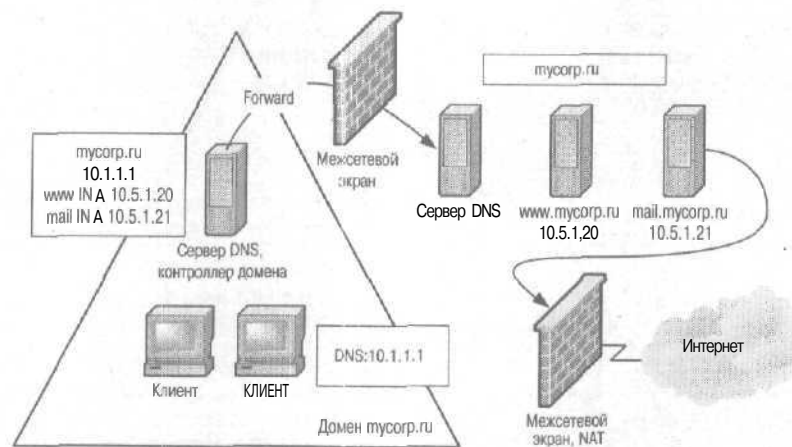 mycorp.ru
Forward
mycorp.ru
10.1.1.1
www IN A 10.5.1.20
mail IN A 10.5.1.21
Межсетевой
экран
Сервер DNS
www.mycorp.ru
10.5.1,20
mail.mycorp.ru
10.5.1.21
Сервер DNS,
контроллер домена
DNS:10.1.1.1
Клиент
КЛИЕНТ
Интернет
Домен mycorp.ru
Межсетевой
экран, NAT